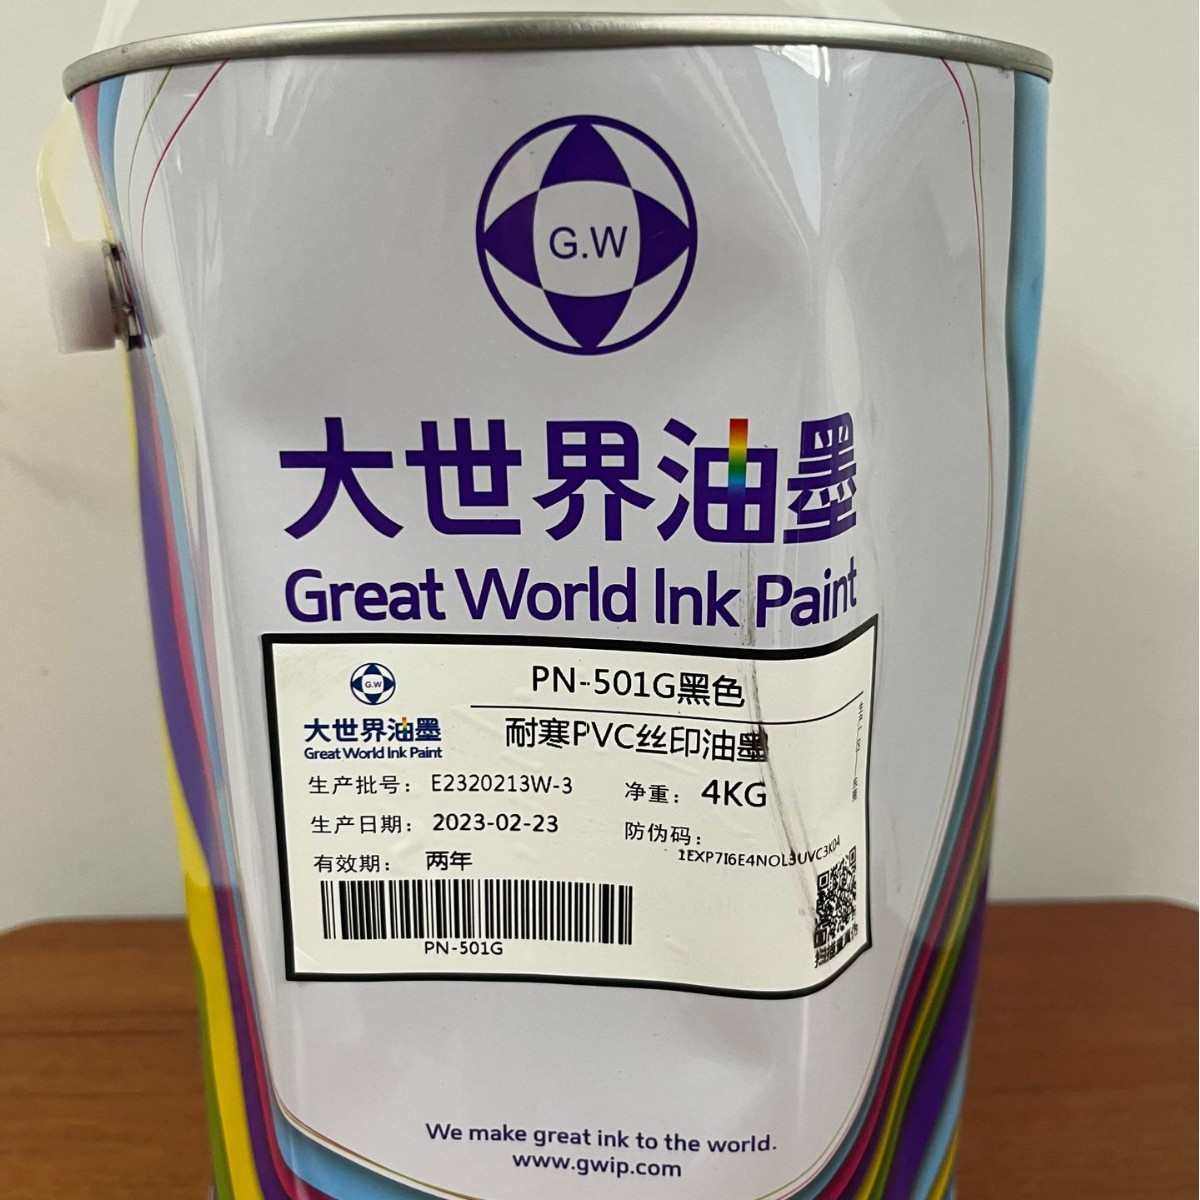 G.W
大世界油墨
Great World Ink Paint
G.W
大世界油墨
Great World Ink Paint
PN-501G黑色
耐寒PVC丝印油墨
生产批号： E2320213W-3
净重： 4KG
生产日期： 2023-02-23
防伪码：
1EXP7I6E4NOL3UVC3K04
有效期： 两年
PN-501G
We make great ink to the world.
www.gwip.com